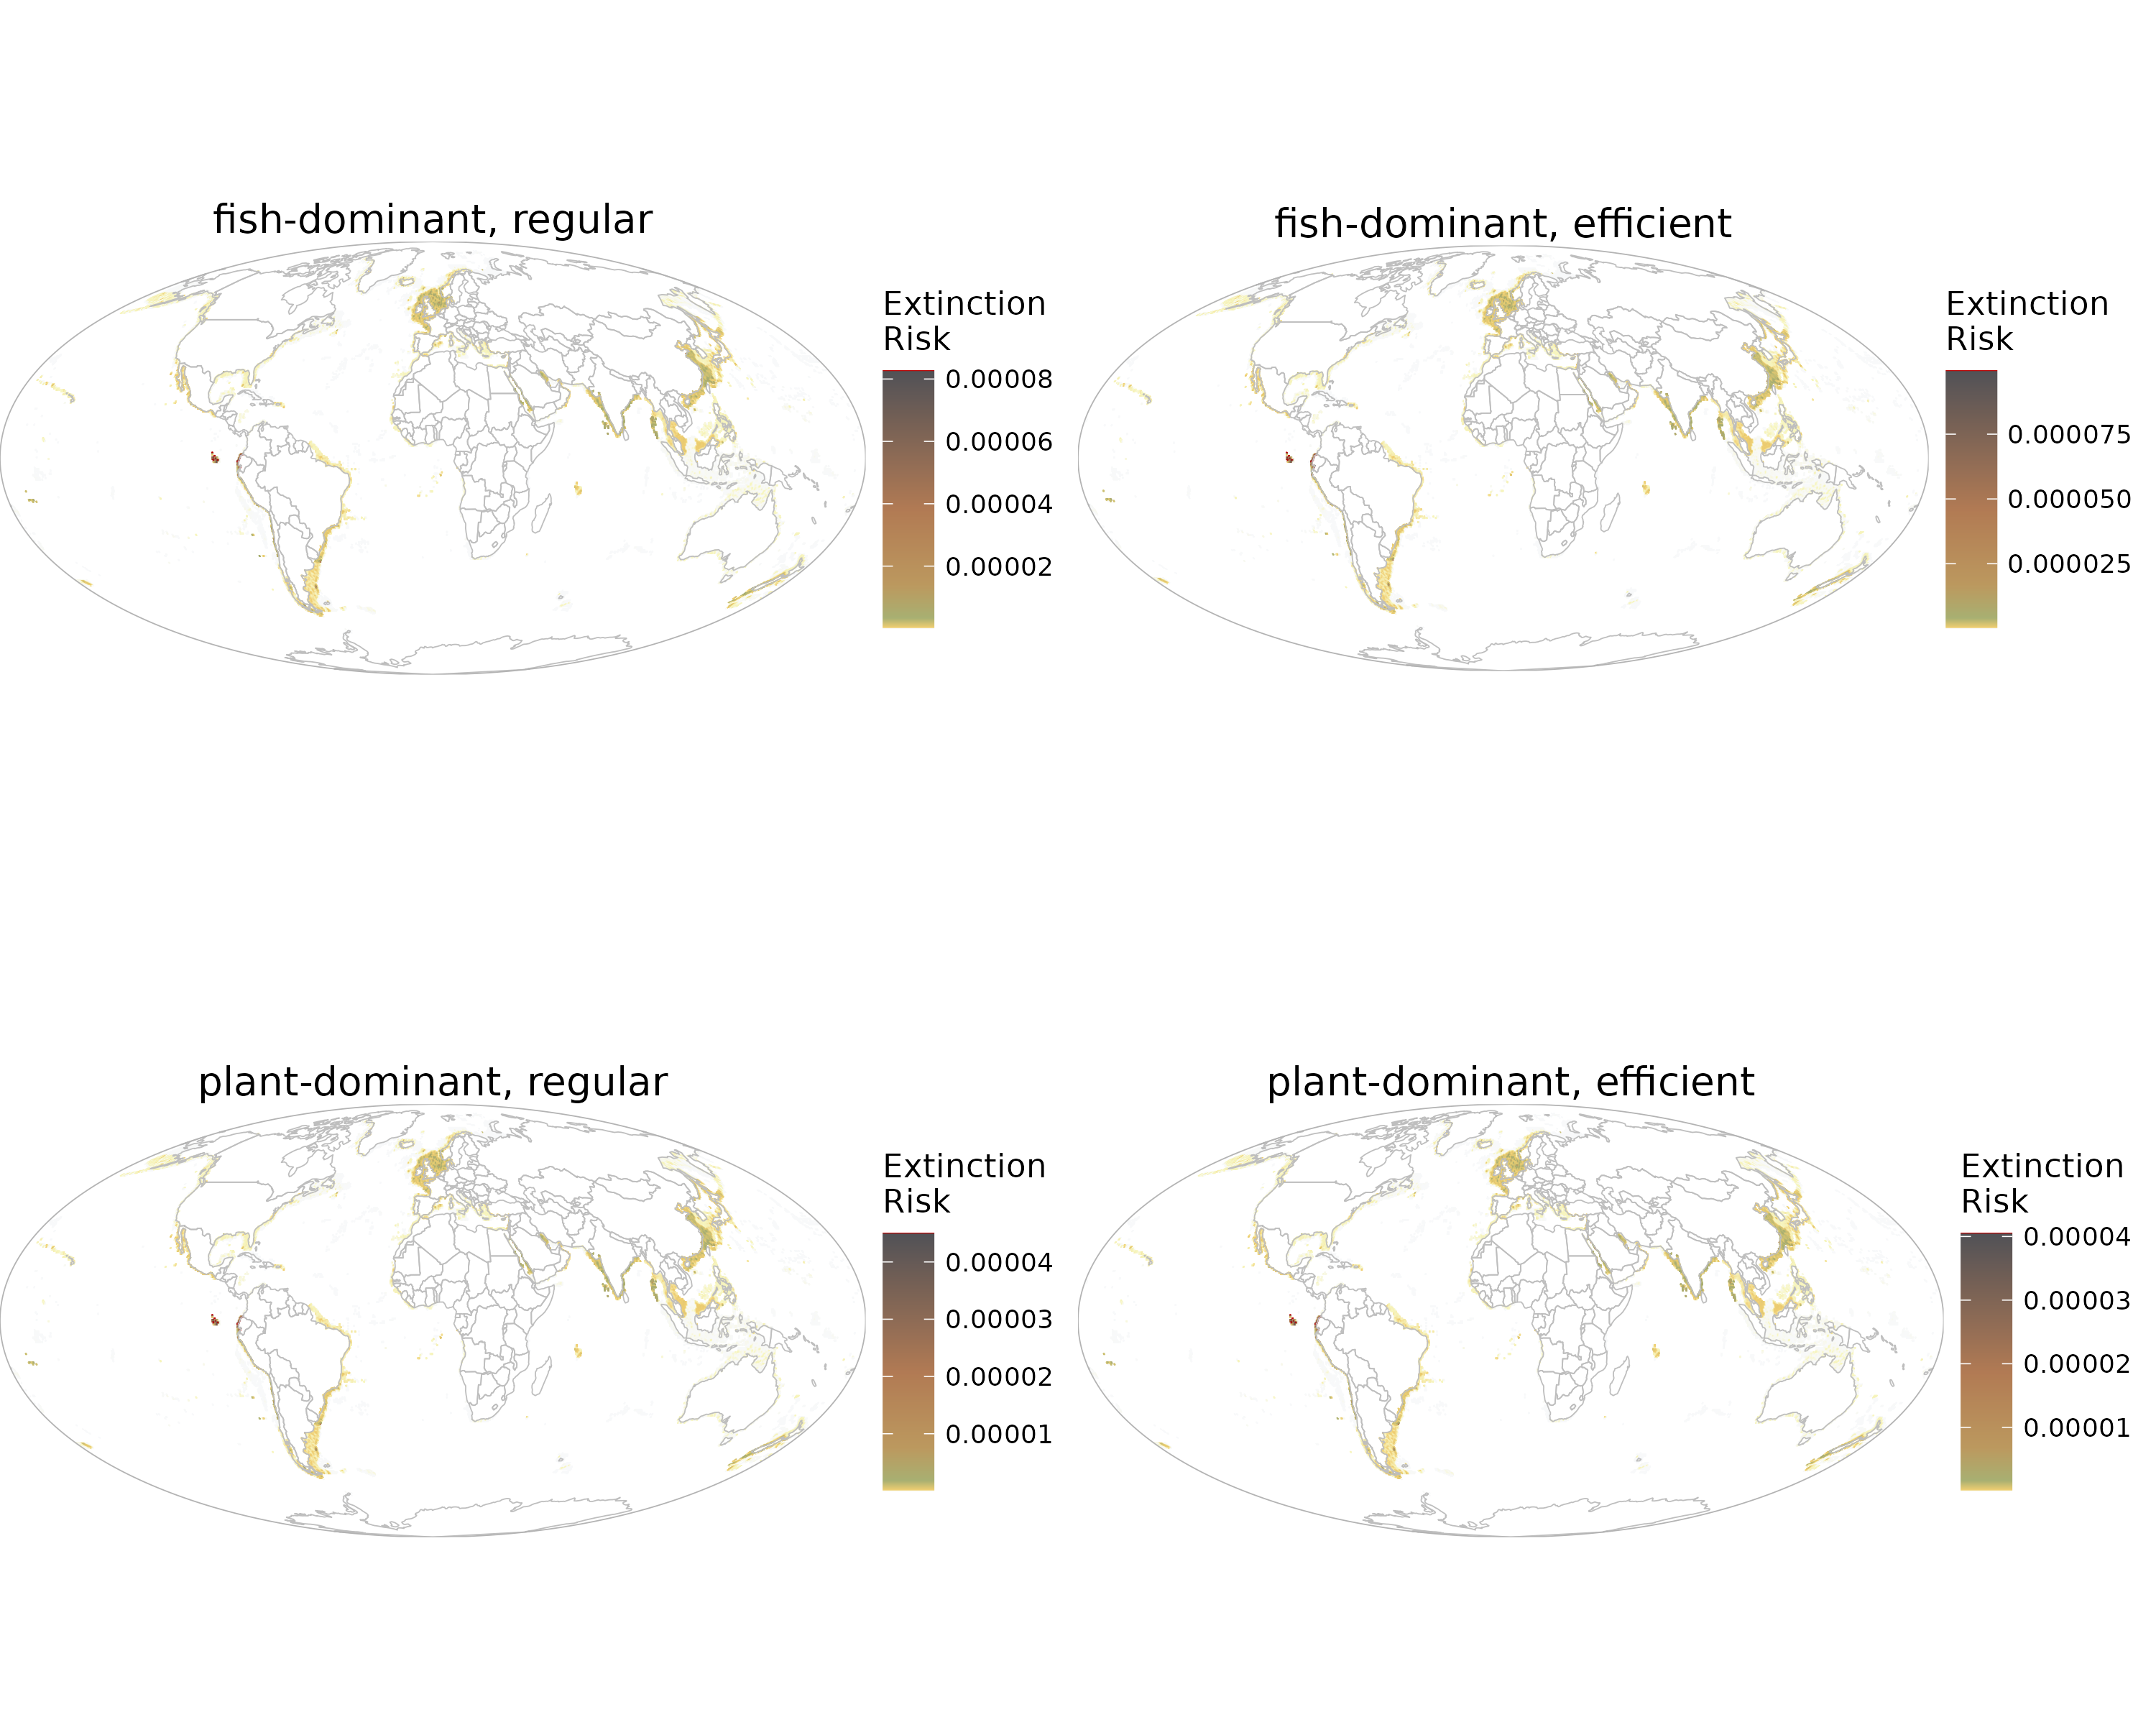 fish-dominant, regular
Extinction
Risk
0.00008
0.00006
0.00004
0.00002
fish-dominant, efficient
Extinction
Risk
0.000075
0.000050
0.000025
plant-dominant, regular
Extinction
Risk
0.00004
0.00003
0.00002
0.00001
plant-dominant, efficient
Extinction
Risk
0.00004
0.00003
0.00002
0.00001